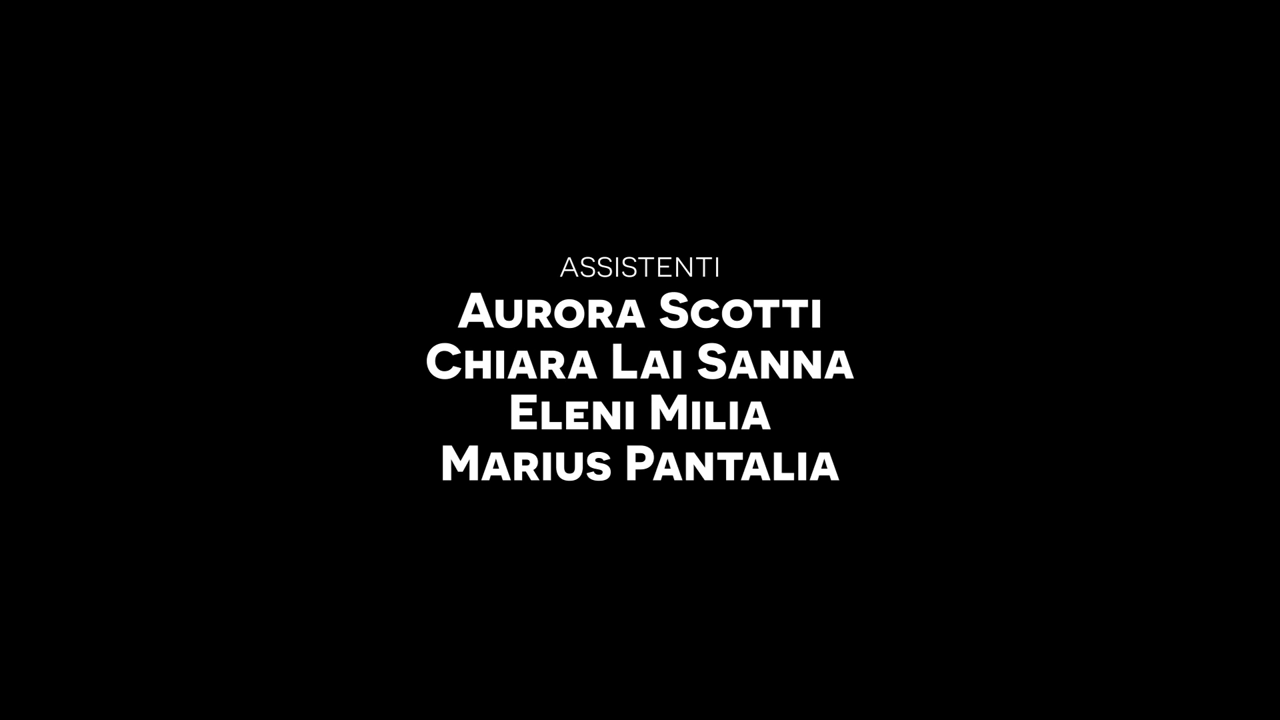 ASSISTENTI
Aurora Scotti
Chiara Lai Sanna
Eleni Milia
Marius Pantalia